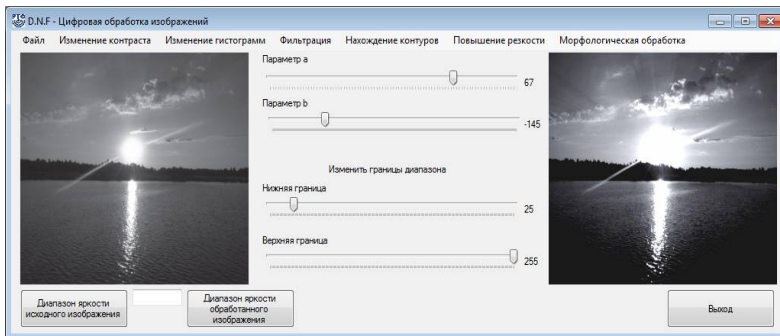 D.N.F - Цифровая обработка изображений
Файл Изменение контраста Изменение гистограмм Фильтрация Нахождение контуров Повышение резкости Морфологическая обработка
Параметр a
67
Параметр b
-145
Изменить границы диапазона
Нижняя граница
25
Верхняя граница
255
Диапазон яркости
исходного изображения
Диапазон яркости
обработанного
изображения
Выход